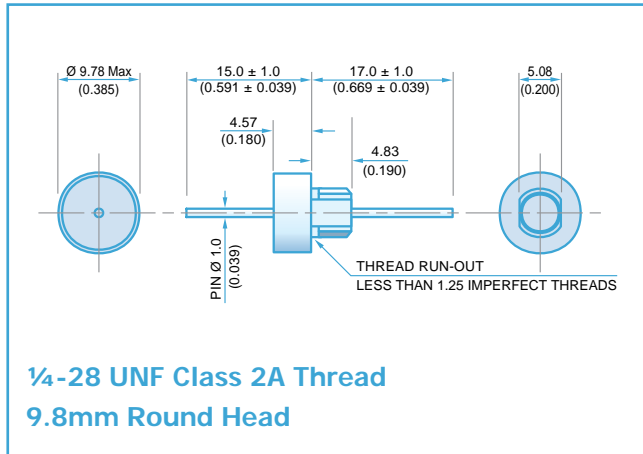 Ø 9.78 Max
(0.385)
15.0 ± 1.0
(0.591 ± 0.039)
17.0 ± 1.0
(0.669 ± 0.039)
5.08
(0.200)
4.57
(0.180)
4.83
(0.190)
PIN Ø 1.0
(0.039)
THREAD RUN-OUT
LESS THAN 1.25 IMPERFECT THREADS
¼-28 UNF Class 2A Thread
9.8mm Round Head